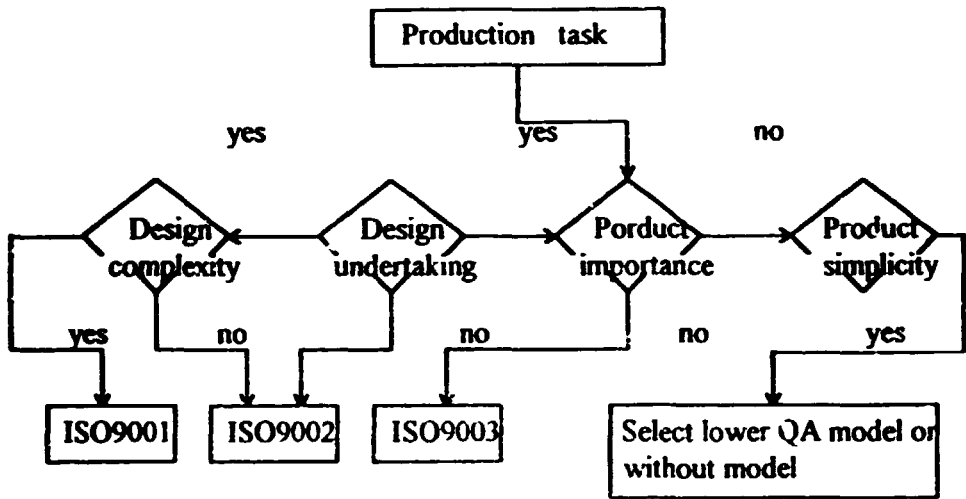 Production task
yes
yes
no
Design
complexity
Design
undertaking
Porduct
importance
Product
simplicity
yes
no
no
no
yes
ISO9001
ISO9002
ISO9003
Select lower QA model or
without model